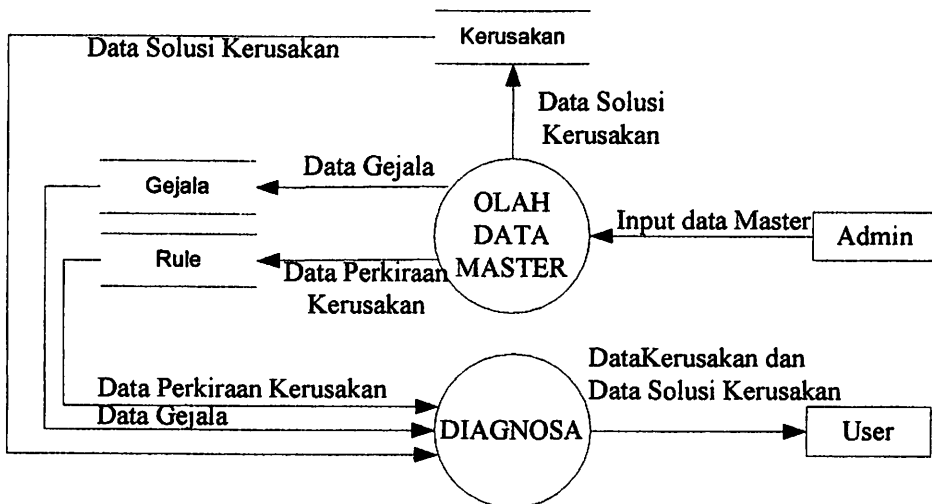 Kerusakan
Data Solusi Kerusakan
Data Solusi
Kerusakan
Data Gejala
Gejala
OLAH
DATA
MASTER
Input data Master
Admin
Rule
Data Perkiraan
Kerusakan
DataKerusakan dan
Data Solusi Kerusakan
Data Perkiraan Kerusakan
Data Gejala
DIAGNOSA
User